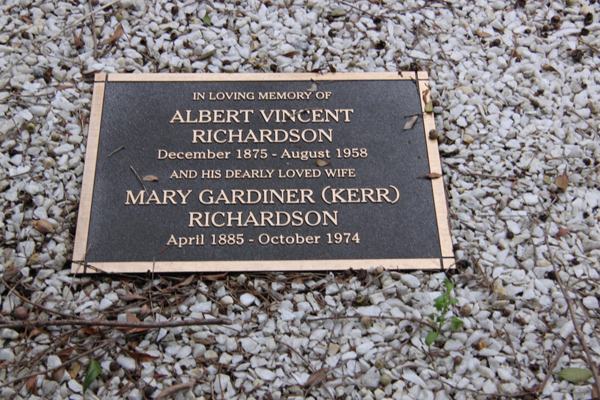 IN LOVING MEMORY OF
ALBERT VINCENT
RICHARDSON
December 1875 - August 1958
AND HIS DEARLY LOVED WIFE
MARY GARDINER (KERR)
RICHARDSON
April 1885 - October 1974